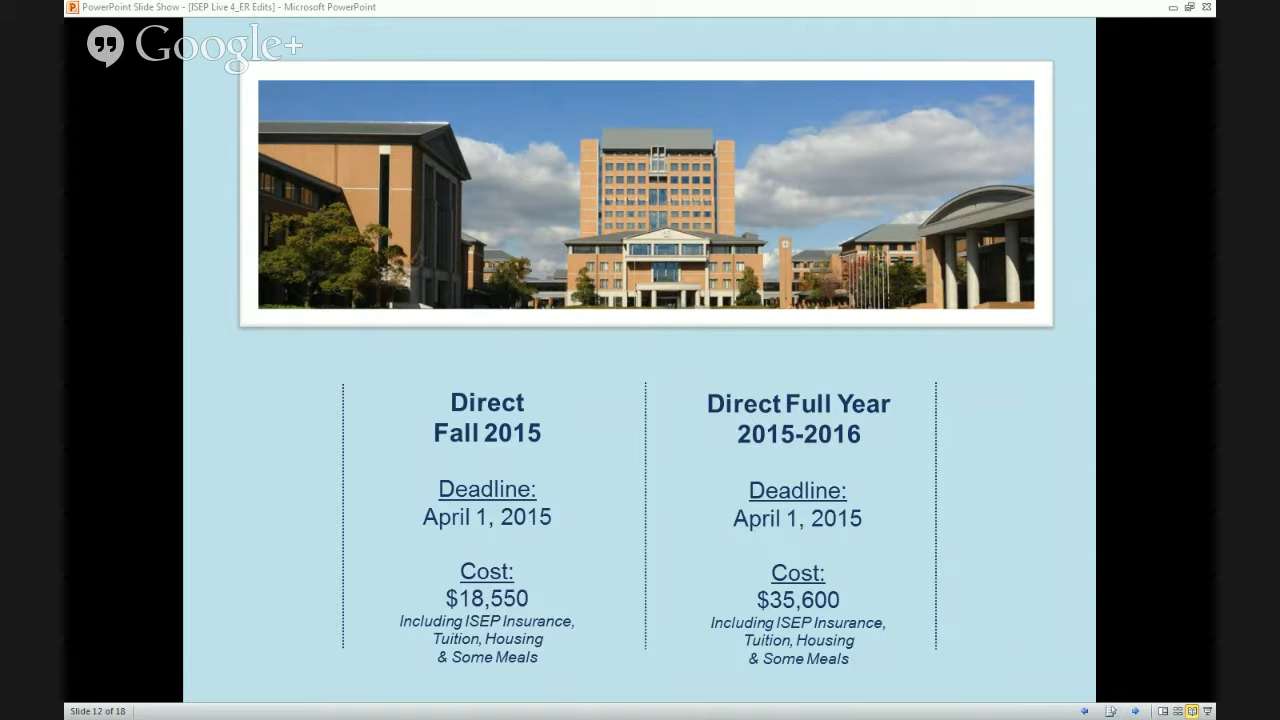 PowerPoint Slide Show - [ISEP Live 4_ER Edits] - Microsoft PowerPoint
Google+
Direct
Fall 2015
Deadline:
April 1, 2015
Cost:
$18,550
Including ISEP Insurance,
Tuition, Housing
& Some Meals
Direct Full Year
2015-2016
Deadline:
April 1, 2015
Cost:
$35,600
Including ISEP Insurance,
Tuition, Housing
& Some Meals
Slide 12 of 18